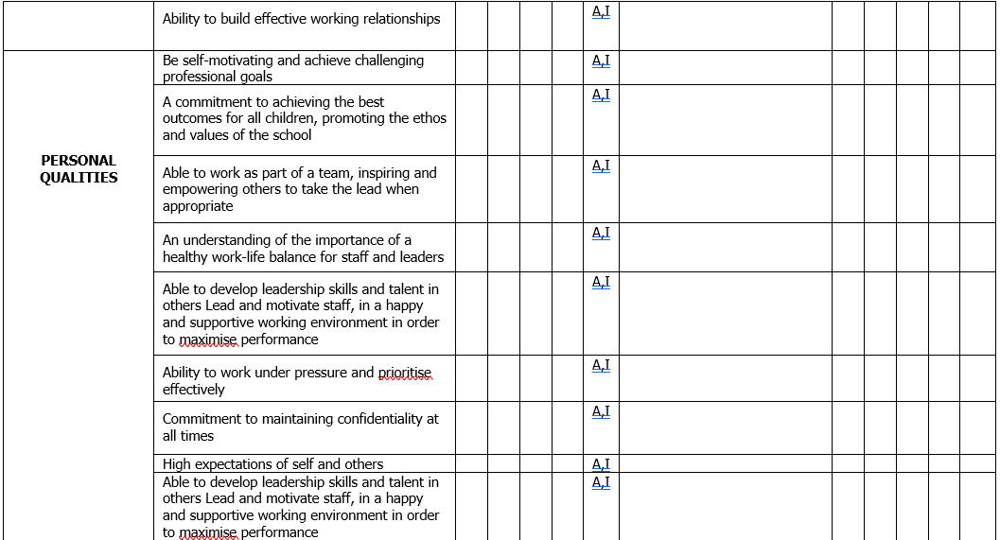 Ability to build effective working relationships
A,I
PERSONAL
QUALITIES
Be self-motivating and achieve challenging
professional goals
A,I
A commitment to achieving the best
outcomes for all children, promoting the ethos
and values of the school
A,I
Able to work as part of a team, inspiring and
empowering others to take the lead when
appropriate
A,I
An understanding of the importance of a
healthy work-life balance for staff and leaders
A,I
Able to develop leadership skills and talent in
others Lead and motivate staff, in a happy
and supportive working environment in order
to maximise performance
A,I
Ability to work under pressure and prioritise
effectively
A,I
Commitment to maintaining confidentiality at
all times
A,I
High expectations of self and others
A,I
Able to develop leadership skills and talent in
others Lead and motivate staff, in a happy
and supportive working environment in order
to maximise performance
A,I